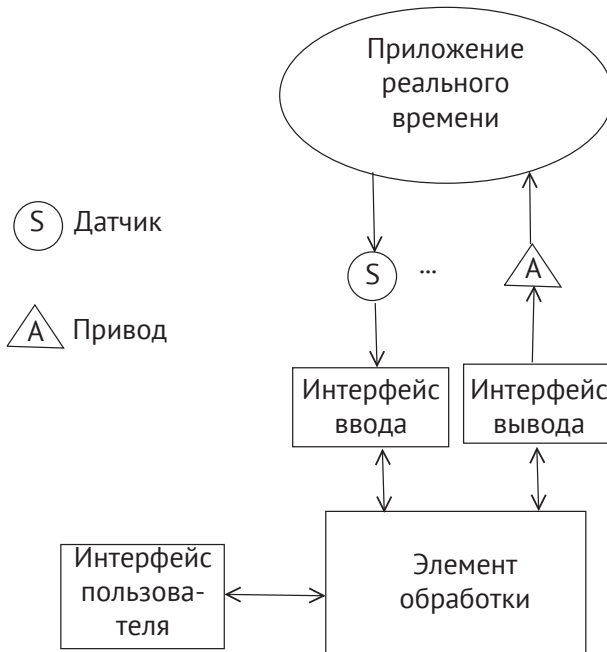 Приложение
реального
времени
S Датчик
S
...
A
A Привод
Интерфейс
ввода
Интерфейс
вывода
Интерфейс
пользова-
теля
Элемент
обработки